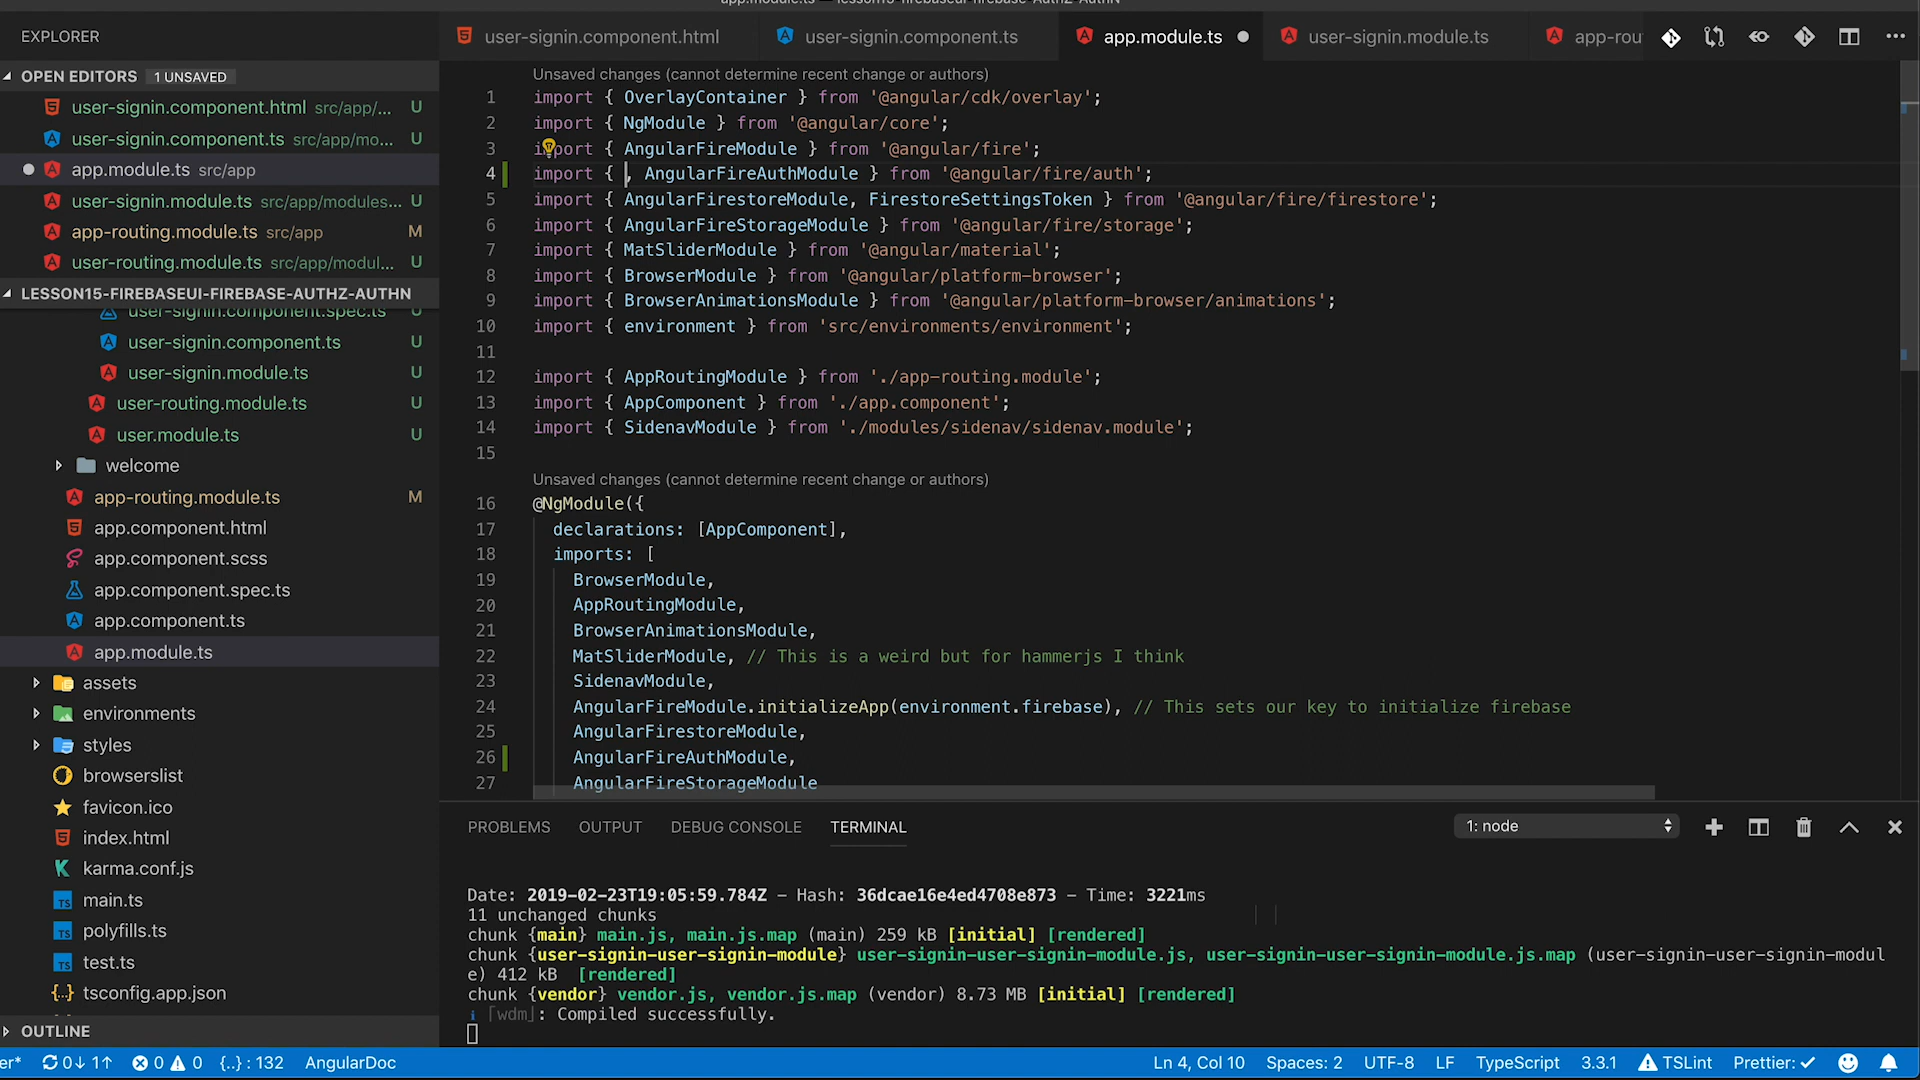 app.module.ts — lesson15-firebaseui-firebase-AuthZ-AuthN
EXPLORER
OPEN EDITORS 1 UNSAVED
user-signin.component.html src/app/... U
user-signin.component.ts src/app/mo... U
app.module.ts src/app
user-signin.module.ts src/app/modules... U
app-routing.module.ts src/app M
user-routing.module.ts src/app/modul... U
LESSON15-FIREBASEUI-FIREBASE-AUTHZ-AUTHN
user-signin.component.spec.ts U
user-signin.component.ts U
user-signin.module.ts U
user-routing.module.ts U
user.module.ts U
welcome
app-routing.module.ts M
app.component.html
app.component.scss
app.component.spec.ts
app.component.ts
app.module.ts
assets
environments
styles
browserslist
favicon.ico
index.html
karma.conf.js
main.ts
polyfills.ts
test.ts
tsconfig.app.json
OUTLINE
user-signin.component.html user-signin.component.ts app.module.ts user-signin.module.ts app-rou
Unsaved changes (cannot determine recent change or authors)
1 import { OverlayContainer } from '@angular/cdk/overlay';
2 import { NgModule } from '@angular/core';
3 import { AngularFireModule } from '@angular/fire';
4 import { , AngularFireAuthModule } from '@angular/fire/auth';
5 import { AngularFirestoreModule, FirestoreSettingsToken } from '@angular/fire/firestore';
6 import { AngularFireStorageModule } from '@angular/fire/storage';
7 import { MatSliderModule } from '@angular/material';
8 import { BrowserModule } from '@angular/platform-browser';
9 import { BrowserAnimationsModule } from '@angular/platform-browser/animations';
10 import { environment } from 'src/environments/environment';
11
12 import { AppRoutingModule } from './app-routing.module';
13 import { AppComponent } from './app.component';
14 import { SidenavModule } from './modules/sidenav/sidenav.module';
15
Unsaved changes (cannot determine recent change or authors)
16 @NgModule({
17 declarations: [AppComponent],
18 imports: [
19 BrowserModule,
20 AppRoutingModule,
21 BrowserAnimationsModule,
22 MatSliderModule, // This is a weird but for hammerjs I think
23 SidenavModule,
24 AngularFireModule.initializeApp(environment.firebase), // This sets our key to initialize firebase
25 AngularFirestoreModule,
26 AngularFireAuthModule,
27 AngularFireStorageModule
PROBLEMS OUTPUT DEBUG CONSOLE TERMINAL 1: node
Date: 2019-02-23T19:05:59.784Z - Hash: 36dcae16e4ed4708e873 - Time: 3221ms
11 unchanged chunks
chunk {main} main.js, main.js.map (main) 259 kB [initial] [rendered]
chunk {user-signin-user-signin-module} user-signin-user-signin-module.js, user-signin-user-signin-module.js.map (user-signin-user-signin-modul
e) 412 kB [rendered]
chunk {vendor} vendor.js, vendor.js.map (vendor) 8.73 MB [initial] [rendered]
i ｢wdm｣: Compiled successfully.
er* 0↓ 1↑ 0 0 {..} : 132 AngularDoc Ln 4, Col 10 Spaces: 2 UTF-8 LF TypeScript 3.3.1 TSLint Prettier: ✓